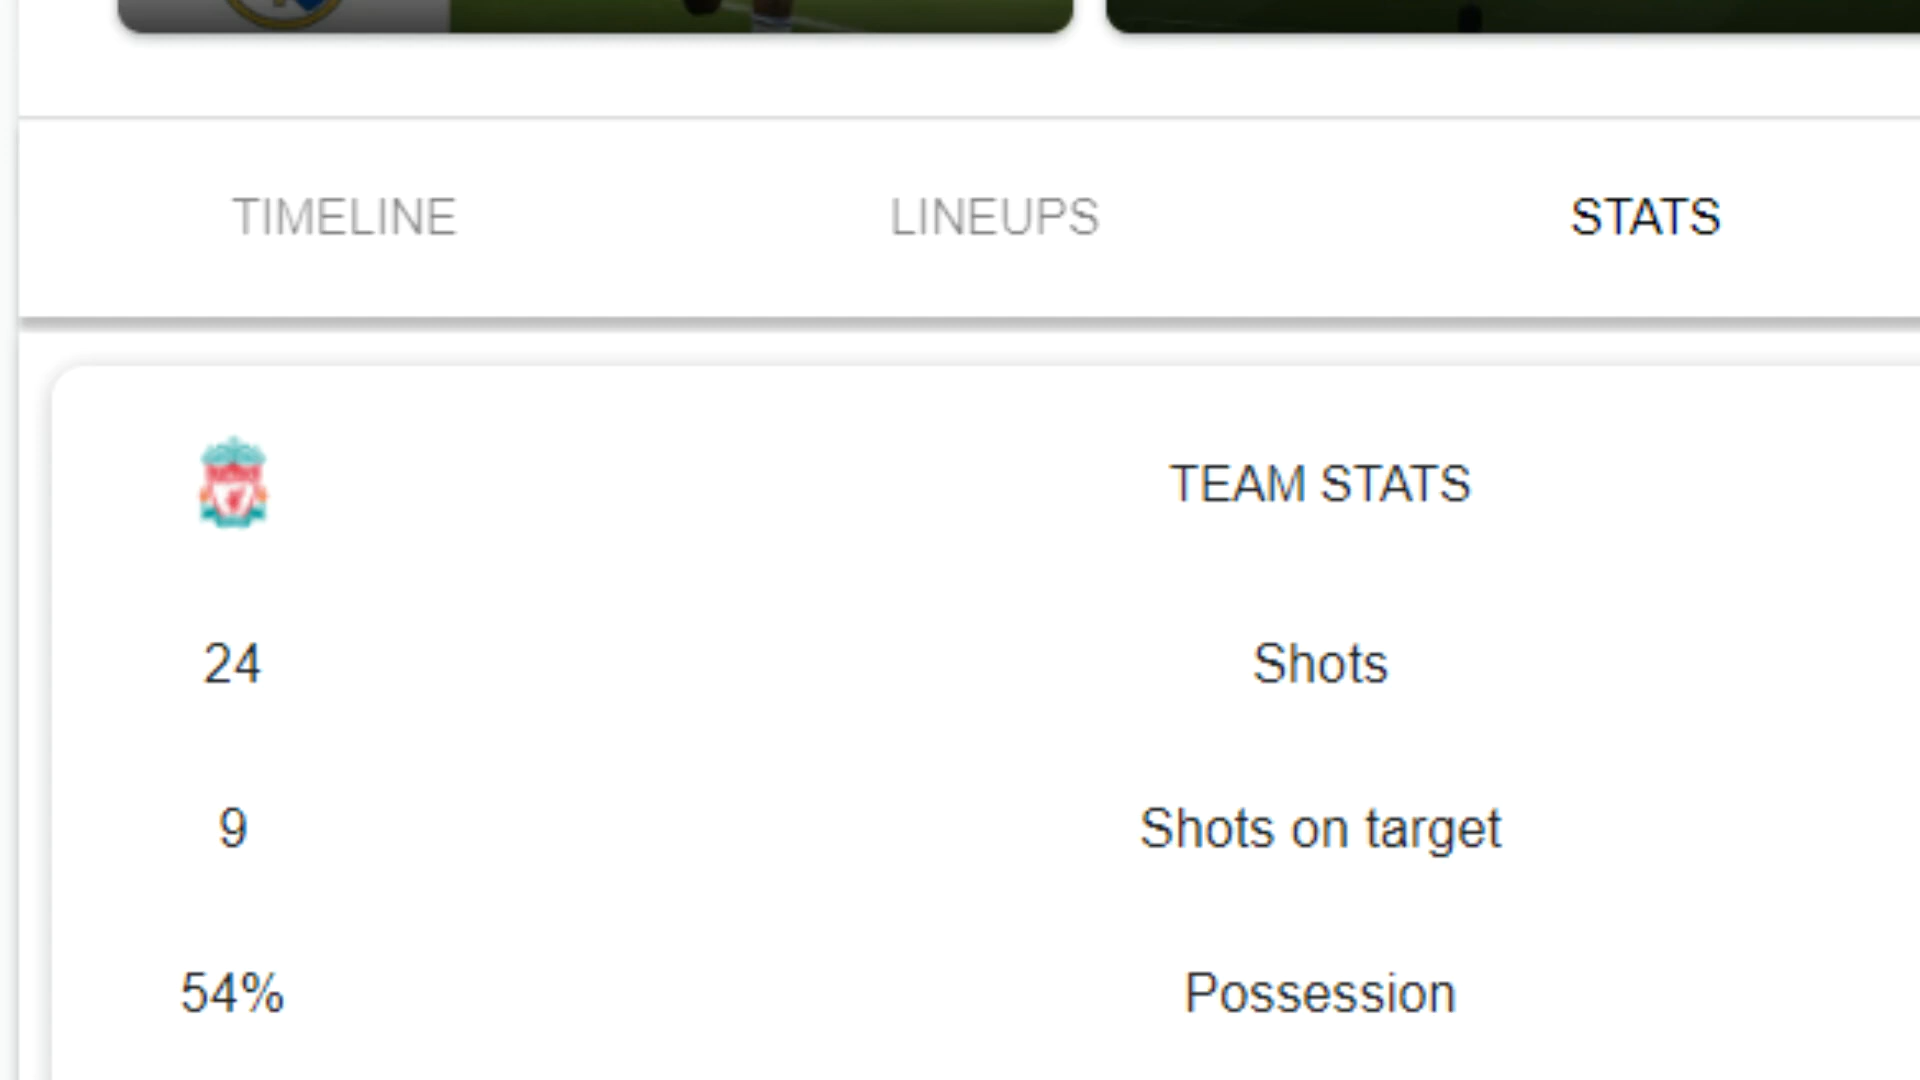 TIMELINE LINEUPS STATS
TEAM STATS
24 Shots
9 Shots on target
54% Possession